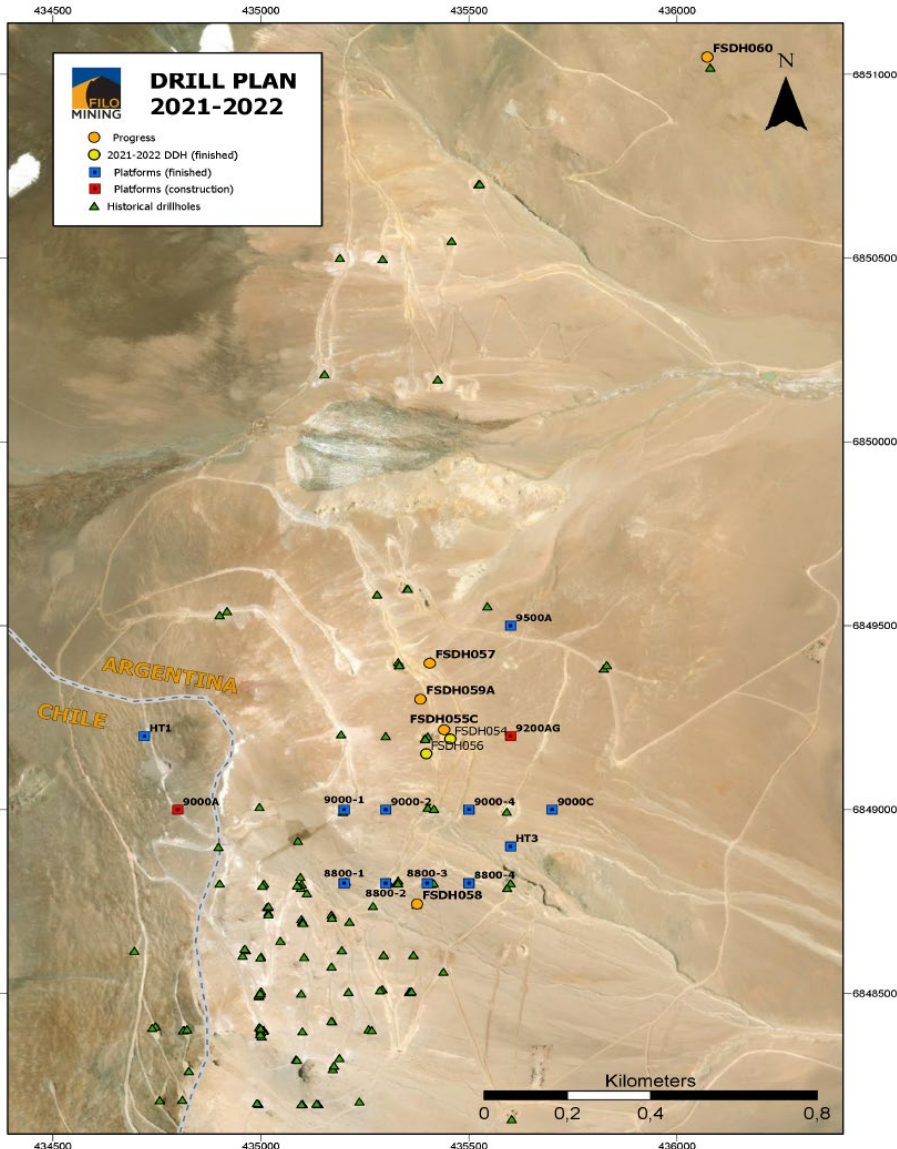 434500
435000
435500
436000
FILO
MINING
DRILL PLAN
2021-2022
Progress
2021-2022 DDH (finished)
Platforms (finished)
Platforms (construction)
Historical drillholes
FSDH060
N
6851000
6850500
6850000
9500A
6849500
FSDH057
ARGENTINA
FSDH059A
CHILE
HT1
FSDH055C
FSDH054
9200AG
FSDH056
9000A
9000-1
9000-2
9000-4
9000C
6849000
HT3
8800-1
8800-2
8800-3
8800-4
FSDH058
6848500
Kilometers
0
0,2
0,4
0,8
434500
435000
435500
436000